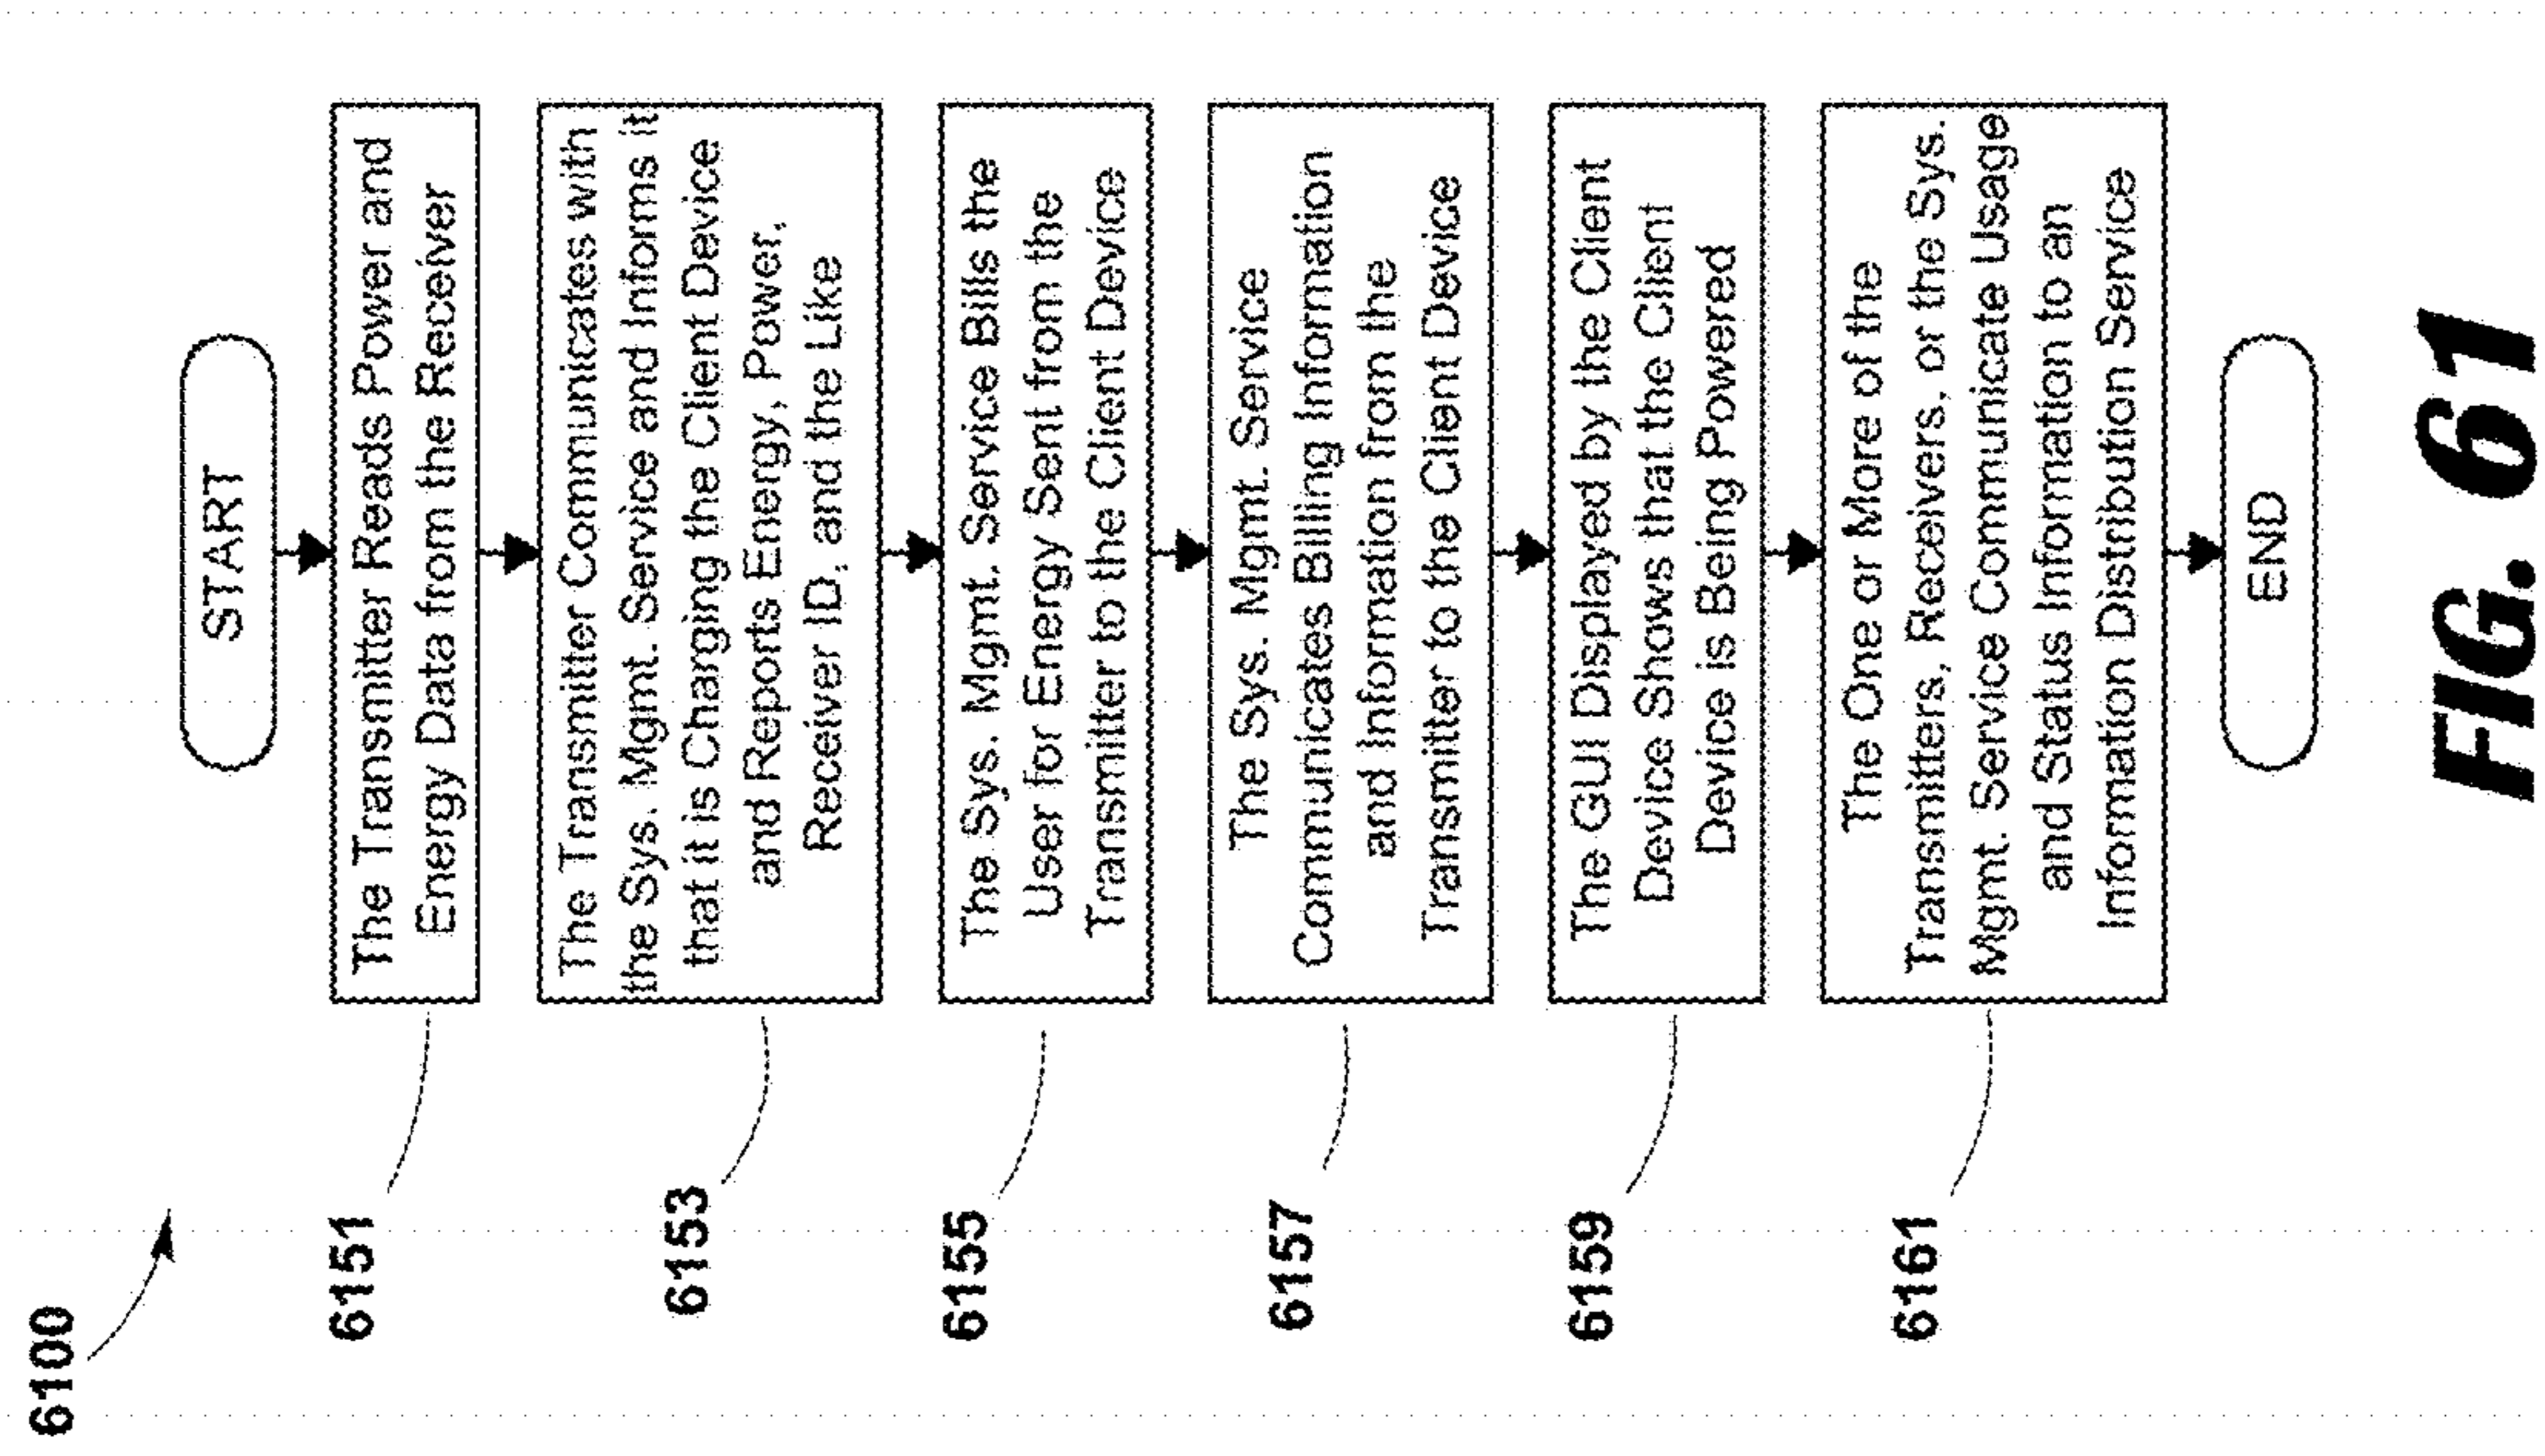 6100
START
6151
The Transmitter Reads Power and
Energy Data from the Receiver
6153
The Transmitter Communicates with
the Sys. Mgmt. Service and Informs it
that it is Charging the Client Device
and Reports Energy, Power,
Receiver ID, and the Like
6155
The Sys. Mgmt. Service Bills the
User for Energy Sent from the
Transmitter to the Client Device
6157
The Sys. Mgmt. Service
Communicates Billing Information
and Information from the
Transmitter to the Client Device
6159
The GUI Displayed by the Client
Device Shows that the Client
Device is Being Powered
6161
The One or More of the
Transmitters, Receivers, or the Sys.
Mgmt. Service Communicate Usage
and Status Information to an
Information Distribution Service
END
FIG. 61